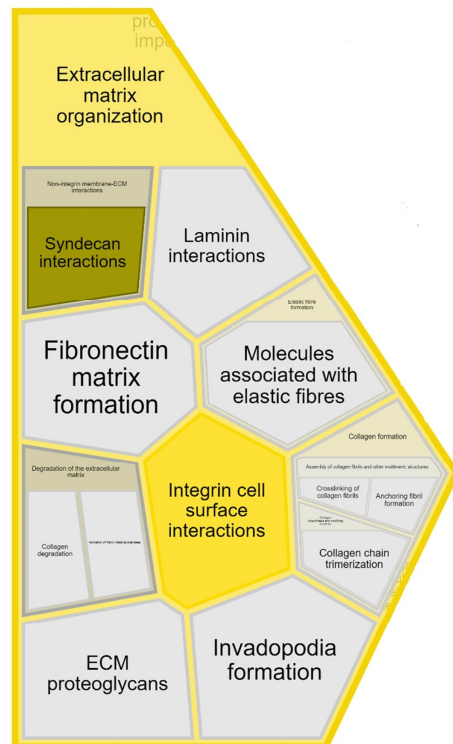 Extracellular
matrix
organization
Non-integrin membrane-ECM
interactions
Syndecan
interactions
Laminin
interactions
Elastic fibre
formation
Fibronectin
matrix
formation
Molecules
associated with
elastic fibres
Collagen formation
Assembly of collagen fibrils and other multimeric structures
Crosslinking of
collagen fibrils
Anchoring fibril
formation
Degradation of the extracellular
matrix
Integrin cell
surface
interactions
Collagen
degradation
Collagen chain
trimerization
ECM
proteoglycans
Invadopodia
formation